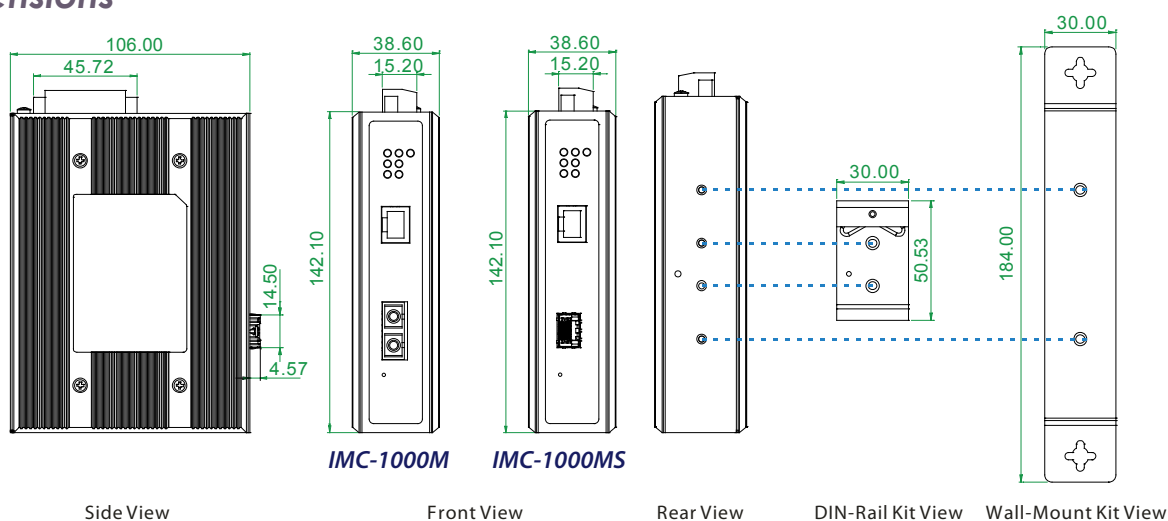 106.00
45.72
14.50
4.57
38.60
15.20
142.10
IMC-1000M
38.60
15.20
142.10
IMC-1000MS
30.00
50.53
30.00
184.00
Side View
Front View
Rear View
DIN-Rail Kit View
Wall-Mount Kit View